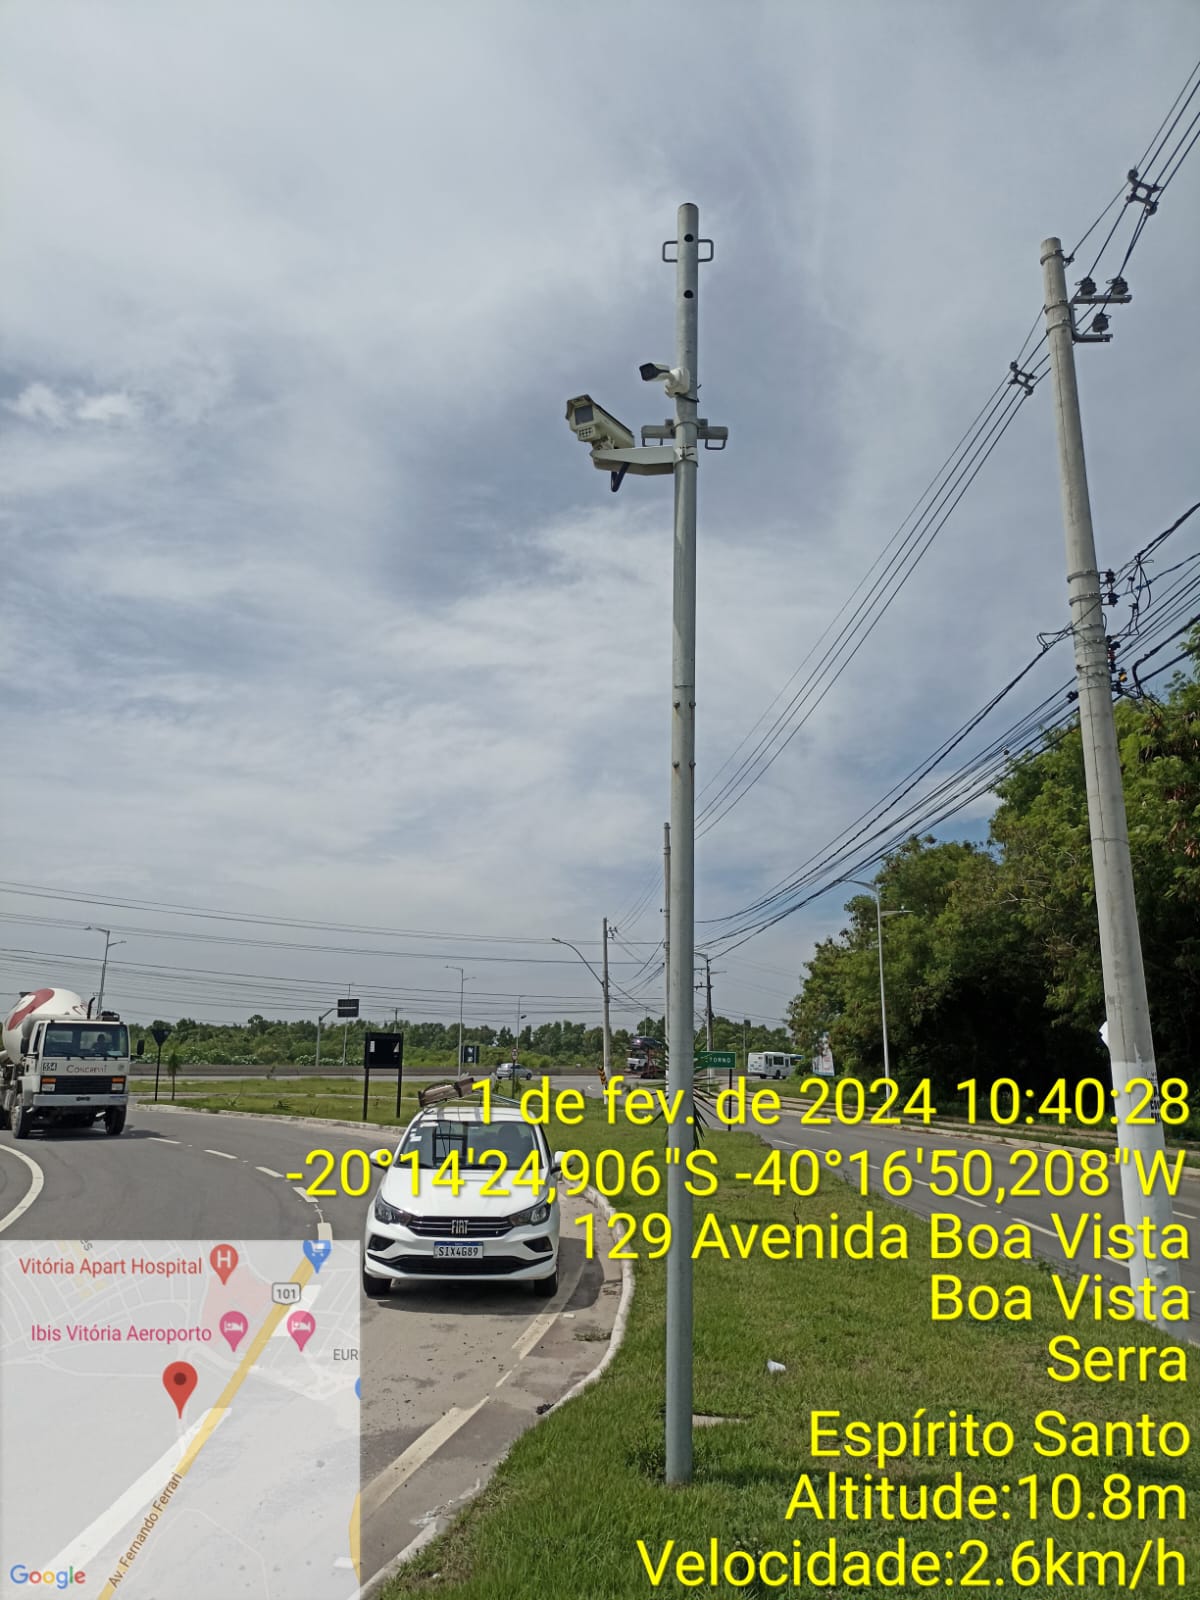 554
CONCREVIT
TORNO
FIAT
SIX4G89
1 de fev. de 2024 10:40:28
-20°14'24,906"S -40°16'50,208"W
129 Avenida Boa Vista
Boa Vista
Serra
Espírito Santo
Altitude:10.8m
Velocidade:2.6km/h
Vitória Apart Hospital
H
101
Ibis Vitória Aeroporto
EUR
Av. Fernando Ferrari
Google